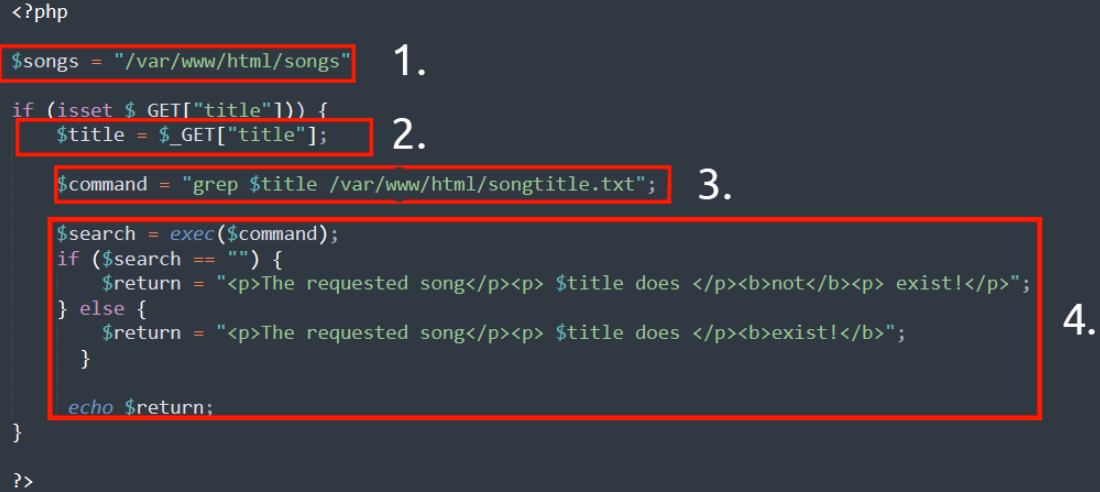 <?php
$songs = "/var/www/html/songs" 1.
if (isset $_GET["title"])) {
$title = $_GET["title"]; 2.
$command = "grep $title /var/www/html/songtitle.txt"; 3.
$search = exec($command);
if ($search == "") {
$return = "<p>The requested song</p><p> $title does </p><b>not</b><p> exist!</p>";
} else { 4.
$return = "<p>The requested song</p><p> $title does </p><b>exist!</b>";
}
echo $return;
}
?>